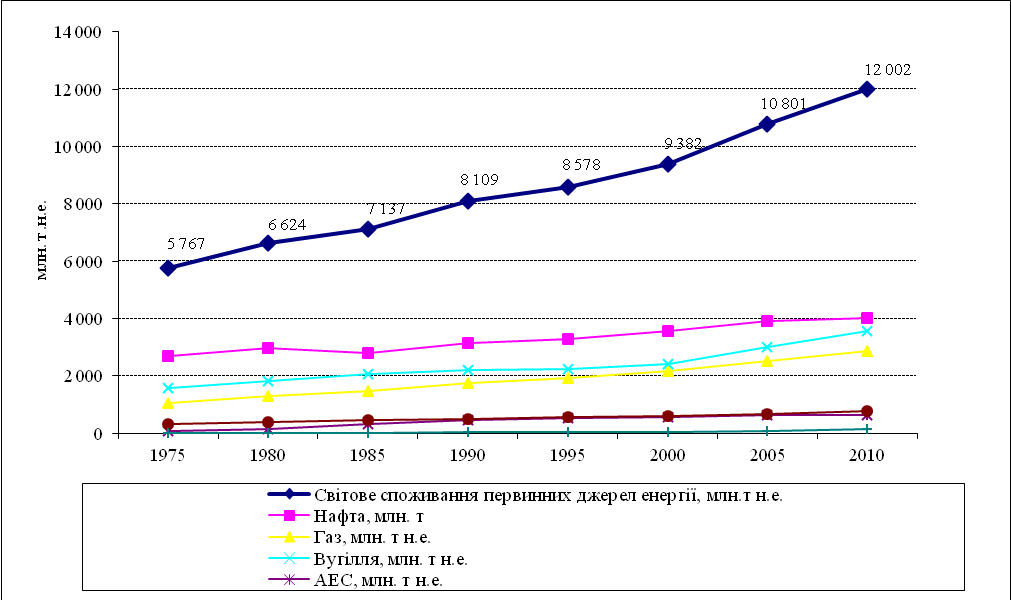 14 000
12 002
12 000
10 801
10 000
9 382
8 578
8 109
8 000
7 137
6 624
5 767
6 000
4 000
2 000
0
млн. т .н.е.
1975 1980 1985 1990 1995 2000 2005 2010
Світове споживання первинних джерел енергії, млн.т н.е.
Нафта, млн. т
Газ, млн. т н.е.
Вугілля, млн. т н.е.
АЕС, млн. т н.е.